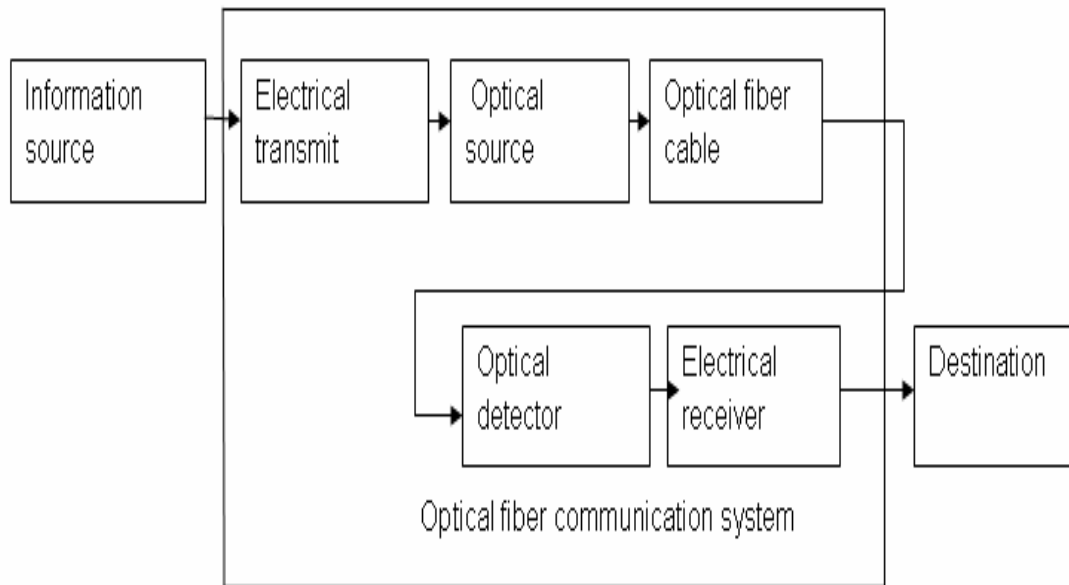 Information
source
Electrical
transmit
Optical
source
Optical fiber
cable
Optical
detector
Electrical
receiver
Destination
Optical fiber communication system